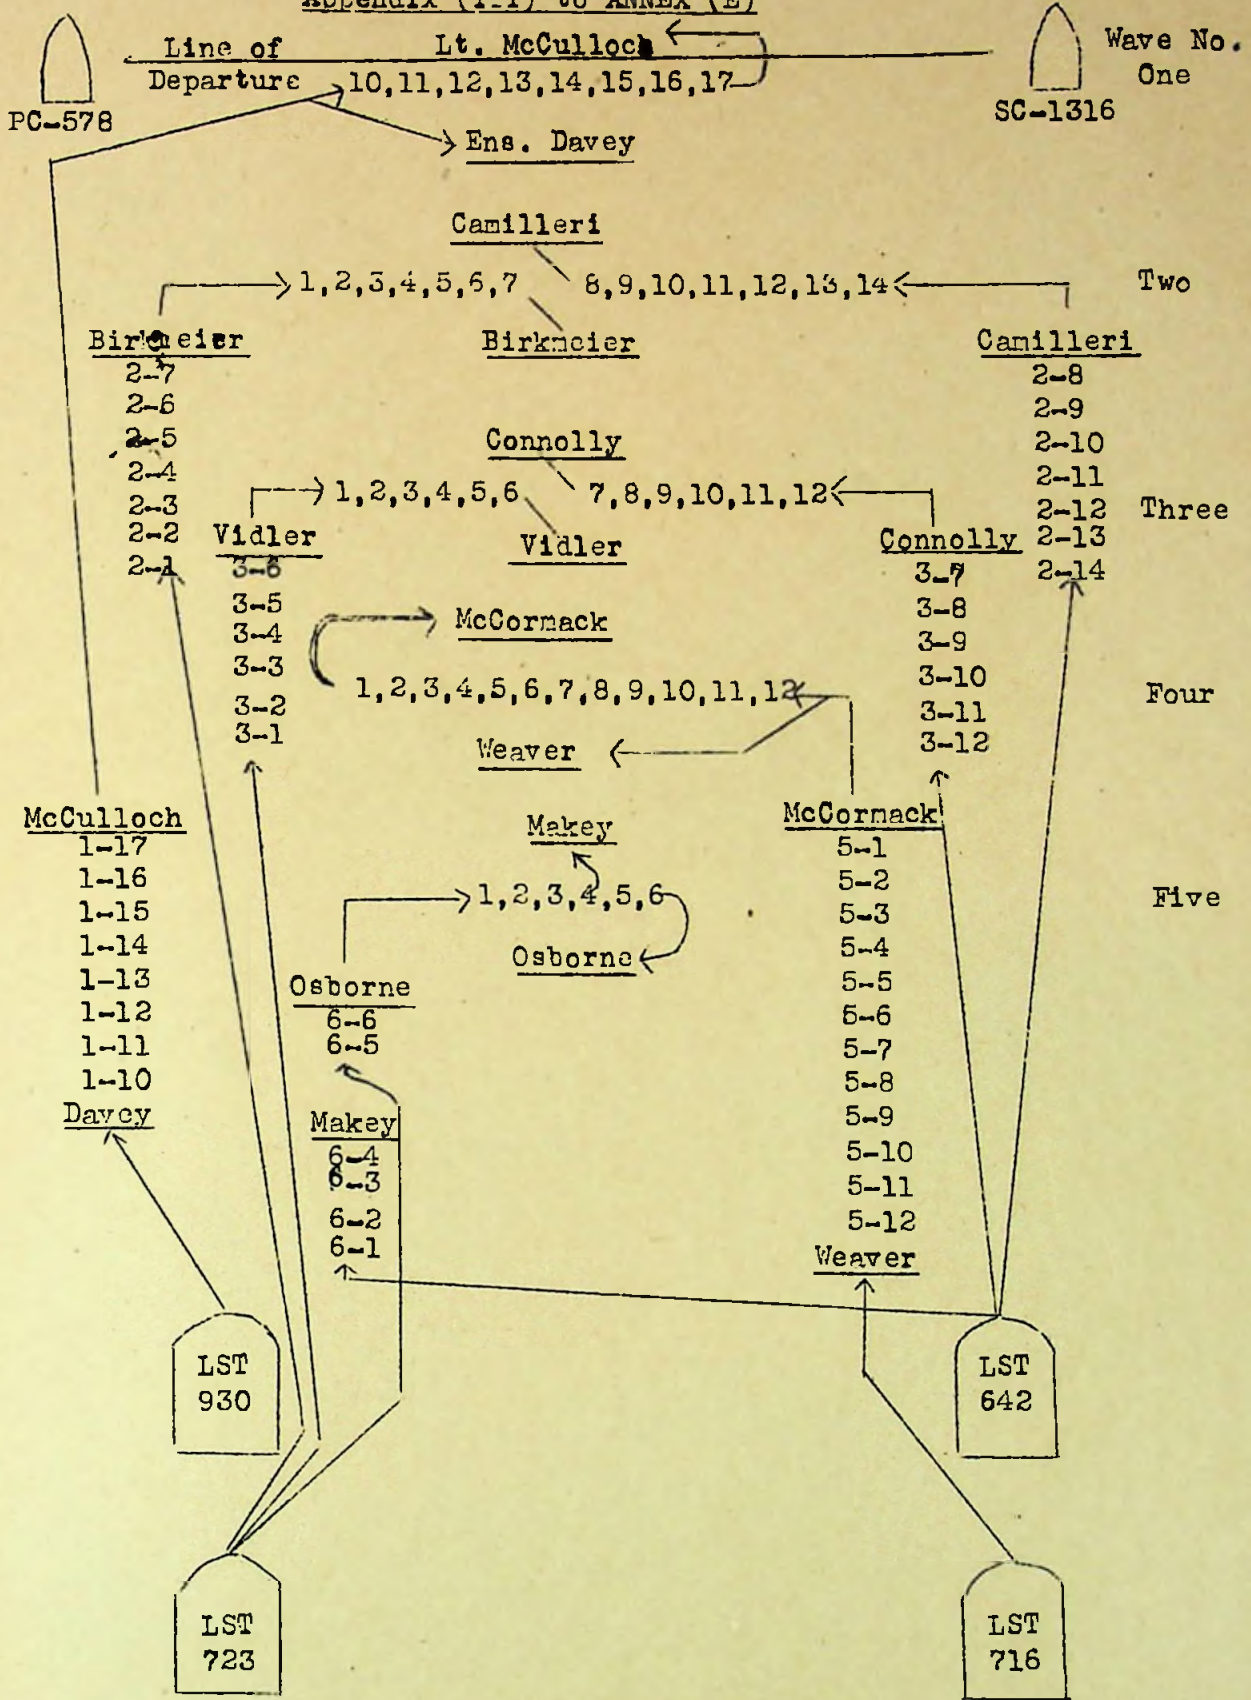 Appendix (I-I) to ANNEX (E)
Line of Lt. McCulloch Wave No.
Departure 10,11,12,13,14,15,16,17 One
PC-578 SC-1316
Ens. Davey
Camilleri
1,2,3,4,5,6,7 8,9,10,11,12,13,14 Two
Birkmeier Birkmeier Camilleri
2-7 2-8
2-6 2-9
2-5 Connolly 2-10
2-4 2-11
1,2,3,4,5,6 7,8,9,10,11,12
2-3 2-12 Three
2-2 Vidler Vidler Connolly 2-13
2-1 3-6 3-7 2-14
3-5 3-8
3-4 McCormack 3-9
3-3 3-10
1,2,3,4,5,6,7,8,9,10,11,12 Four
3-2 3-11
3-1 Weaver 3-12
McCulloch Makey McCormack
1-17 5-1
1-16 5-2
1,2,3,4,5,6 Five
1-15 5-3
1-14 Osborne 5-4
1-13 Osborne 5-5
1-12 6-6 5-6
1-11 6-5 5-7
1-10 5-8
Davey Makey 5-9
6-4 5-10
6-3 5-11
6-2 5-12
6-1 Weaver
LST LST
930 642
LST LST
723 716